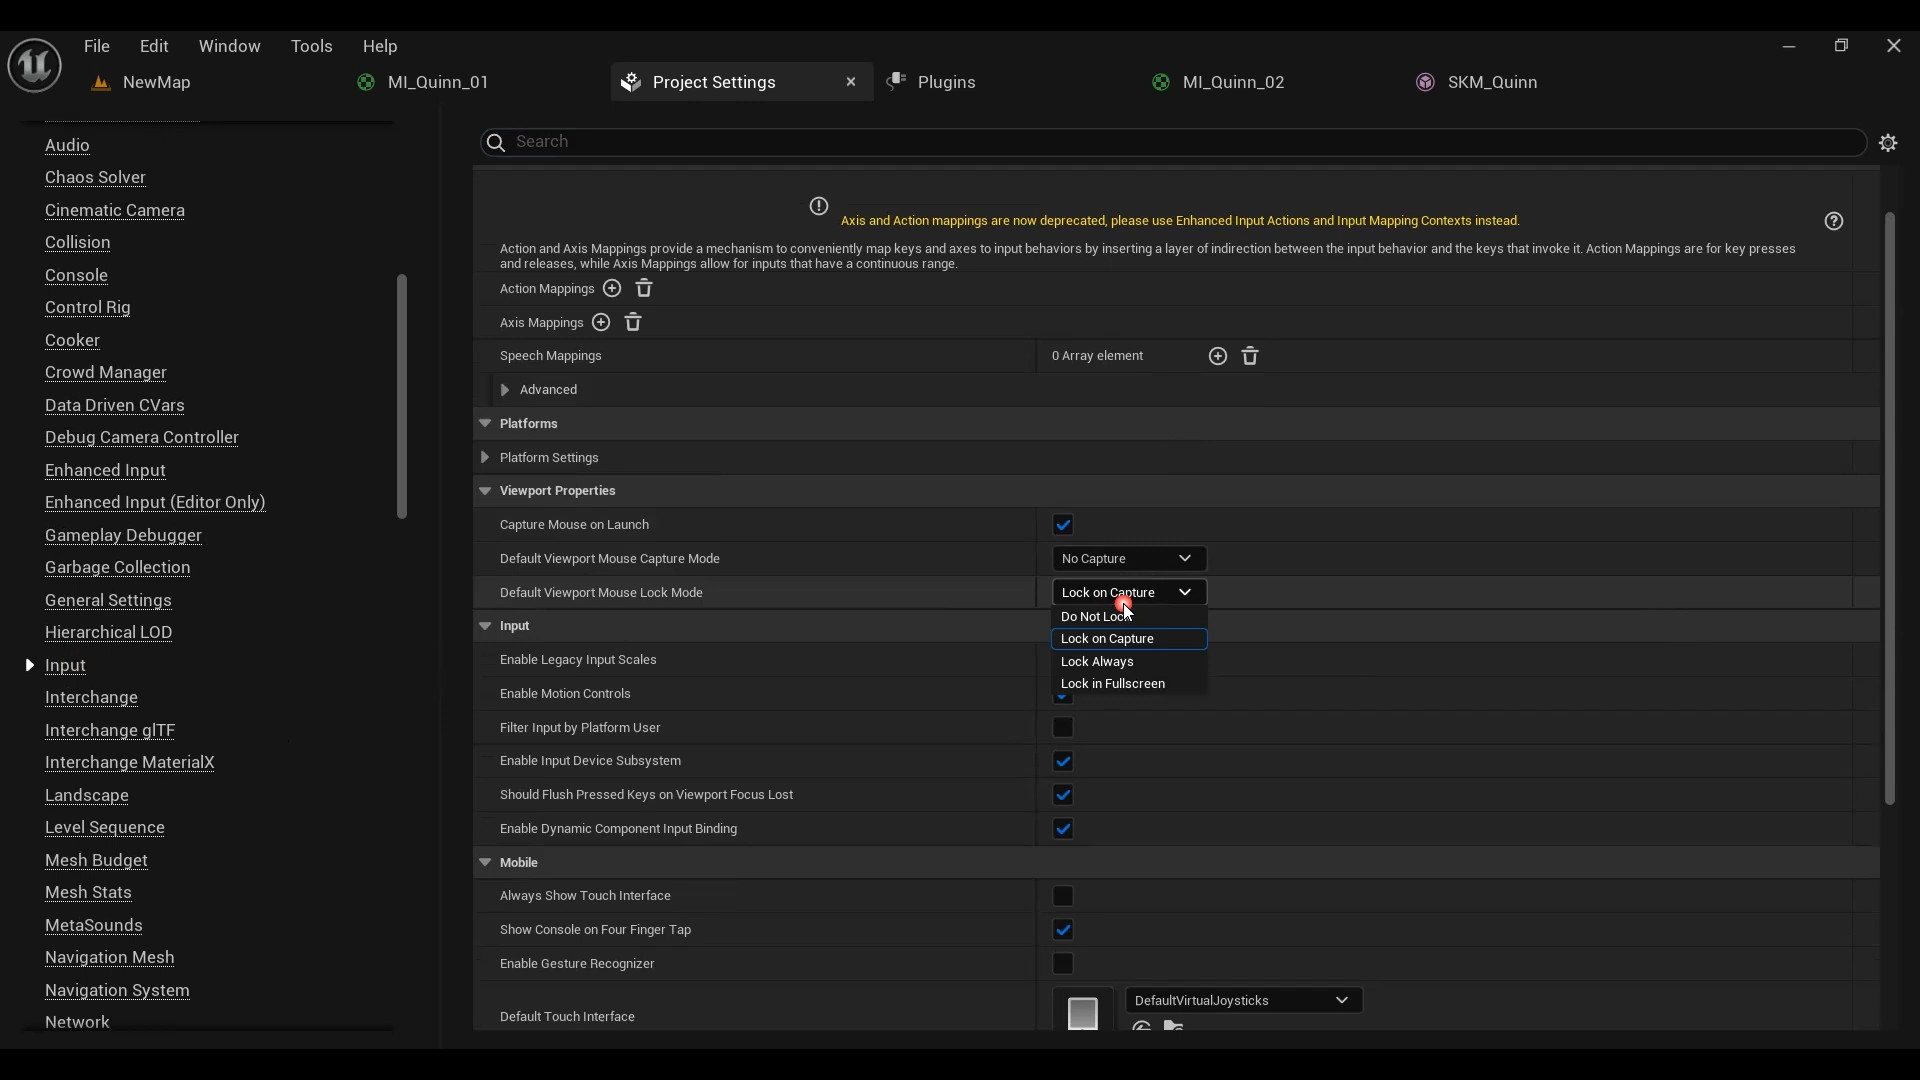 File Edit Window Tools Help
NewMap MI_Quinn_01 Project Settings Plugins MI_Quinn_02 SKM_Quinn
Audio
Chaos Solver
Cinematic Camera
Collision
Console
Control Rig
Cooker
Crowd Manager
Data Driven CVars
Debug Camera Controller
Enhanced Input
Enhanced Input (Editor Only)
Gameplay Debugger
Garbage Collection
General Settings
Hierarchical LOD
Input
Interchange
Interchange glTF
Interchange MaterialX
Landscape
Level Sequence
Mesh Budget
Mesh Stats
MetaSounds
Navigation Mesh
Navigation System
Network
Search
Axis and Action mappings are now deprecated, please use Enhanced Input Actions and Input Mapping Contexts instead.
Action and Axis Mappings provide a mechanism to conveniently map keys and axes to input behaviors by inserting a layer of indirection between the input behavior and the keys that invoke it. Action Mappings are for key presses
and releases, while Axis Mappings allow for inputs that have a continuous range.
Action Mappings
Axis Mappings
Speech Mappings 0 Array element
Advanced
Platforms
Platform Settings
Viewport Properties
Capture Mouse on Launch
Default Viewport Mouse Capture Mode No Capture
Default Viewport Mouse Lock Mode Lock on Capture
Do Not Lock
Lock on Capture
Lock Always
Lock in Fullscreen
Input
Enable Legacy Input Scales
Enable Motion Controls
Filter Input by Platform User
Enable Input Device Subsystem
Should Flush Pressed Keys on Viewport Focus Lost
Enable Dynamic Component Input Binding
Mobile
Always Show Touch Interface
Show Console on Four Finger Tap
Enable Gesture Recognizer
Default Touch Interface DefaultVirtualJoysticks